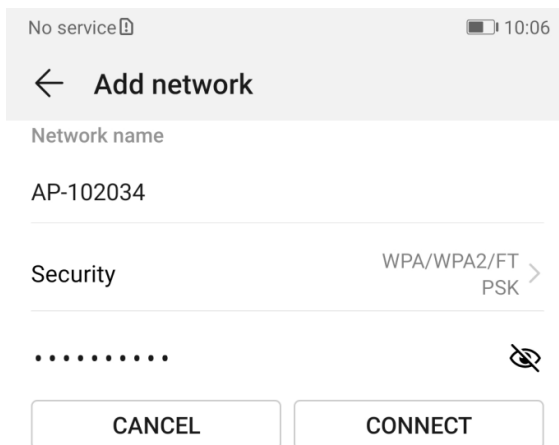 No service 10:06
Add network
Network name
AP-102034
Security WPA/WPA2/FT
PSK
••••••••••
CANCEL CONNECT